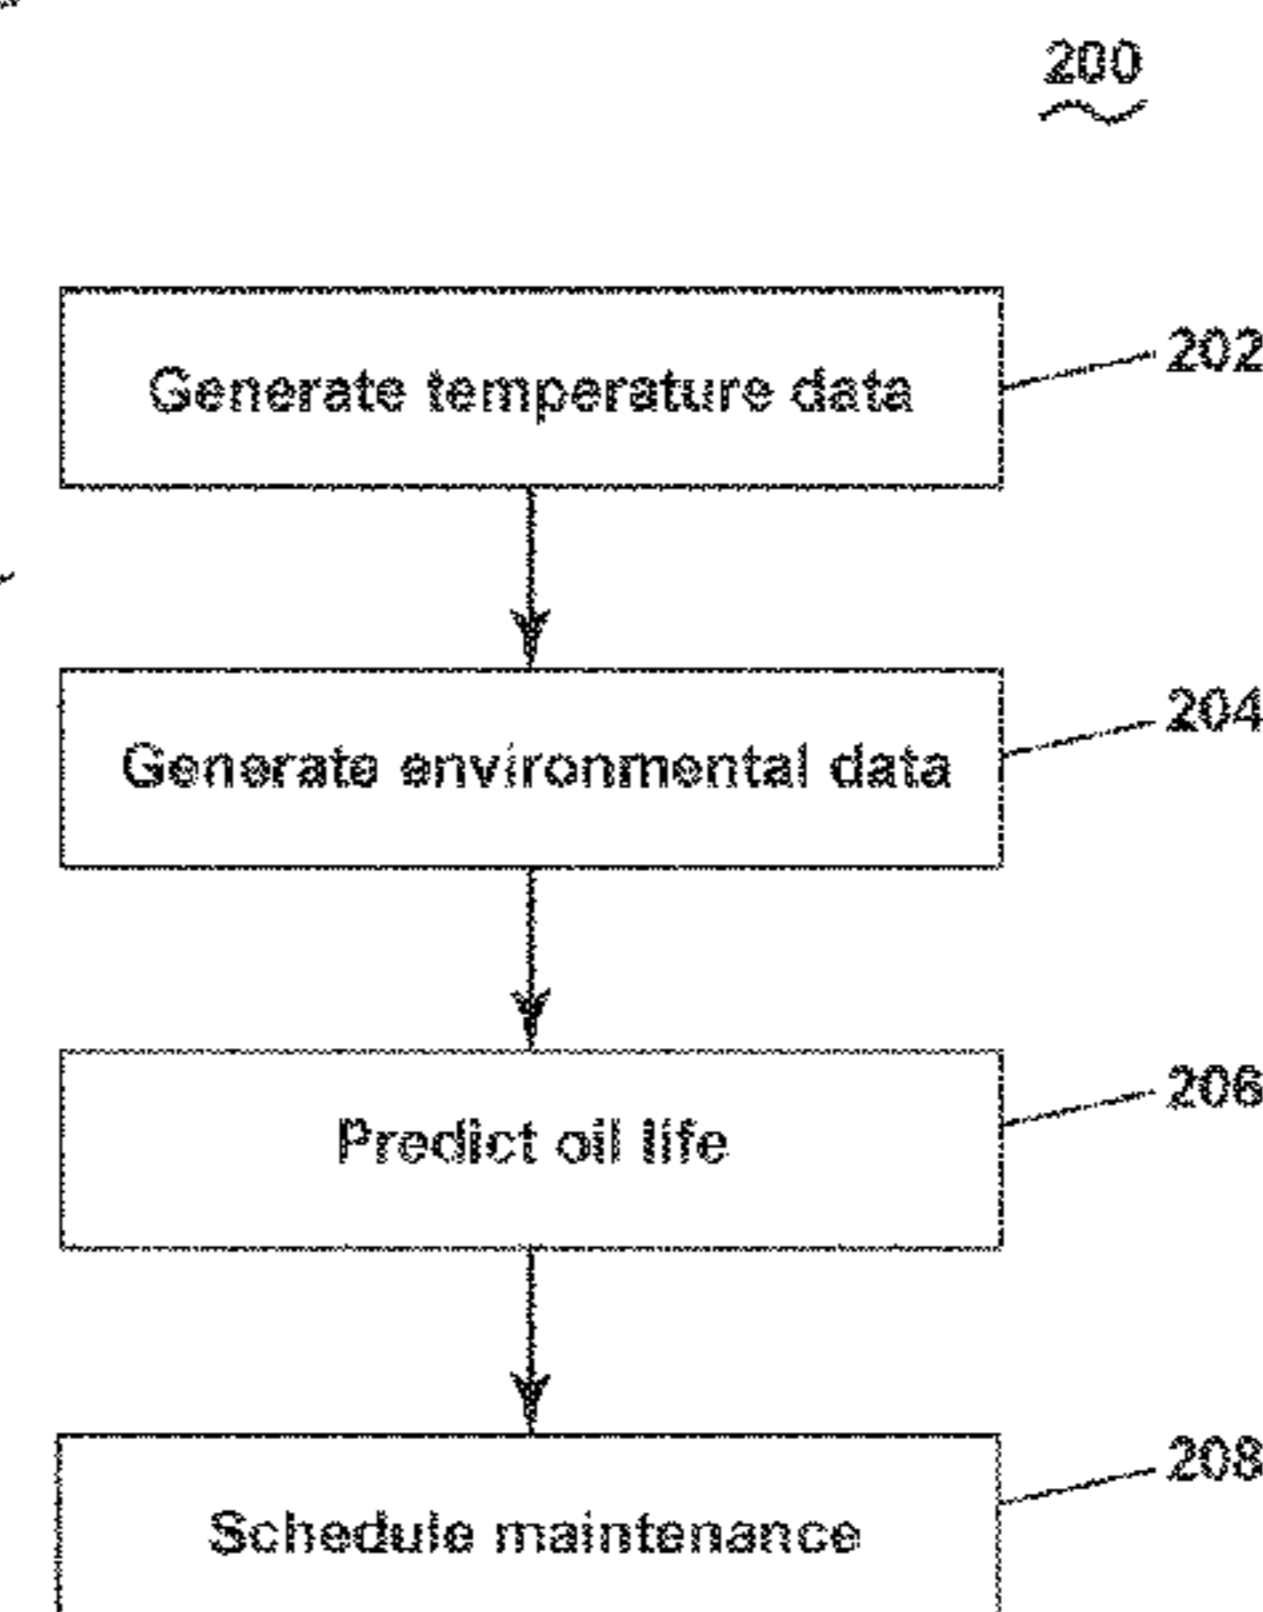 200
Generate temperature data
202
Generate environmental data
204
Predict oil life
206
Schedule maintenance
208